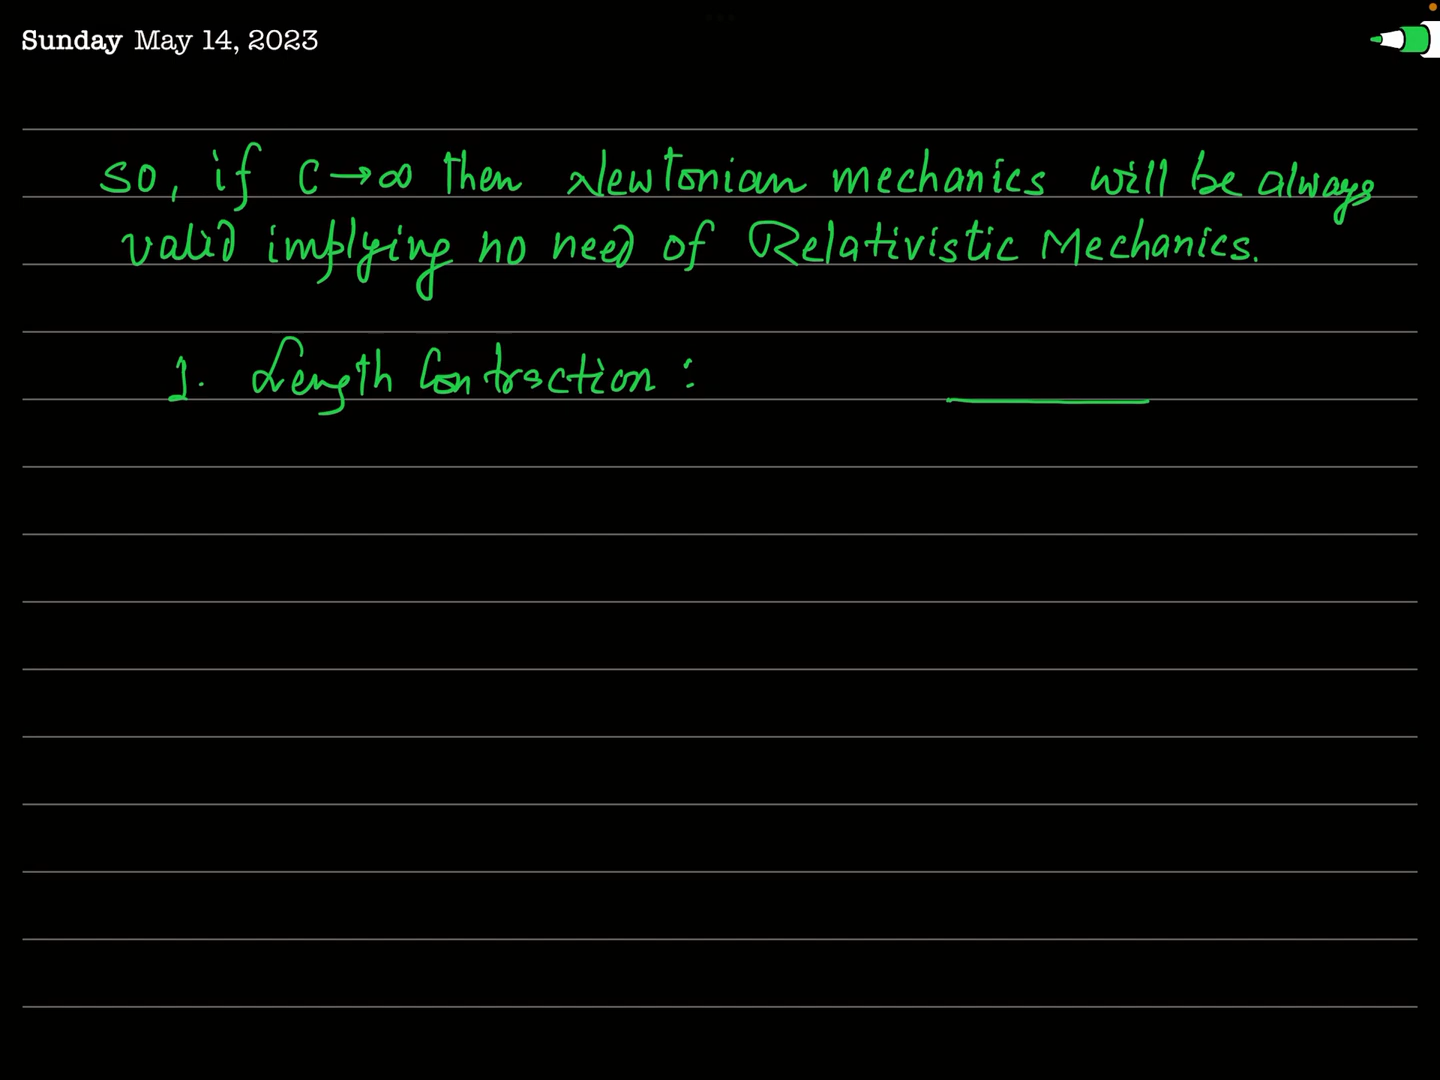 Sunday May 14, 2023
so, if c→∞ then Newtonian mechanics will be always
valid implying no need of Relativistic Mechanics.
1. Length Contraction :